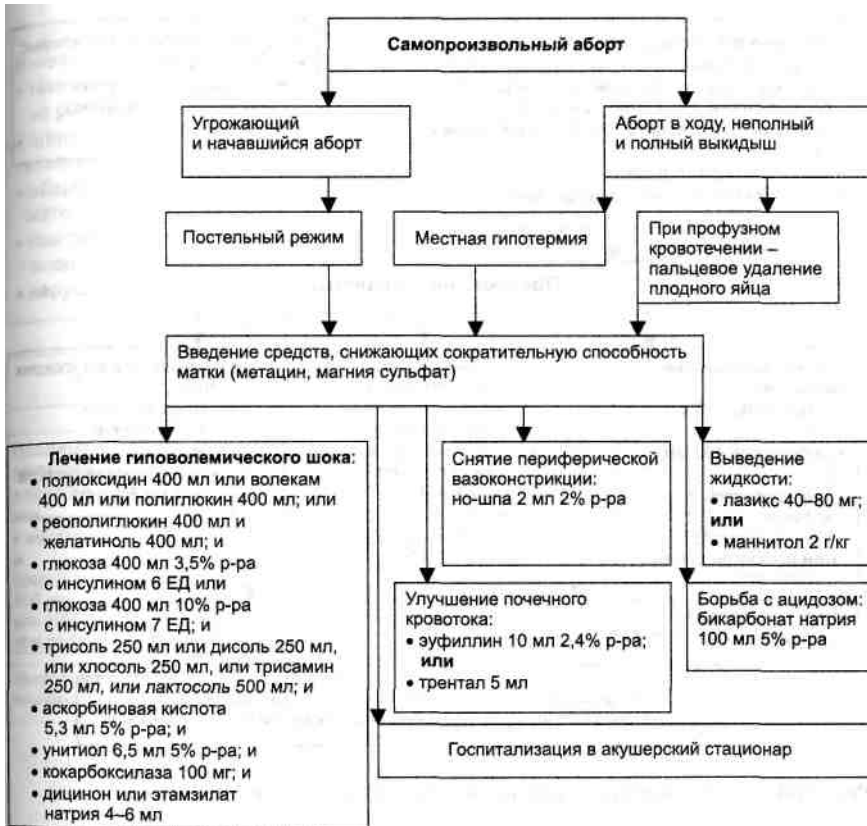 Самопроизвольный аборт
Угрожающий
и начавшийся аборт
Аборт в ходу, неполный
и полный выкидыш
Постельный режим
Местная гипотермия
При профузном
кровотечении –
пальцевое удаление
плодного яйца
Введение средств, снижающих сократительную способность
матки (метацин, магния сульфат)
Лечение гиповолемического шока:
• полиоксидин 400 мл или волекам
400 мл или полиглюкин 400 мл; или
• реополиглюкин 400 мл и
желатиноль 400 мл; и
• глюкоза 400 мл 3,5% р-ра
с инсулином 6 ЕД или
• глюкоза 400 мл 10% р-ра
с инсулином 7 ЕД; и
• трисоль 250 мл или дисоль 250 мл,
или хлосоль 250 мл, или трисамин
250 мл, или лактосоль 500 мл; и
• аскорбиновая кислота
5,3 мл 5% р-ра; и
• унитиол 6,5 мл 5% р-ра; и
• кокарбоксилаза 100 мг; и
• дицинон или этамзилат
натрия 4–6 мл
Снятие периферической
вазоконстрикции:
но-шпа 2 мл 2% р-ра
Выведение
жидкости:
• лазикс 40–80 мг;
или
• маннитол 2 г/кг
Улучшение почечного
кровотока:
• эуфиллин 10 мл 2,4% р-ра;
или
• трентал 5 мл
Борьба с ацидозом:
бикарбонат натрия
100 мл 5% р-ра
Госпитализация в акушерский стационар